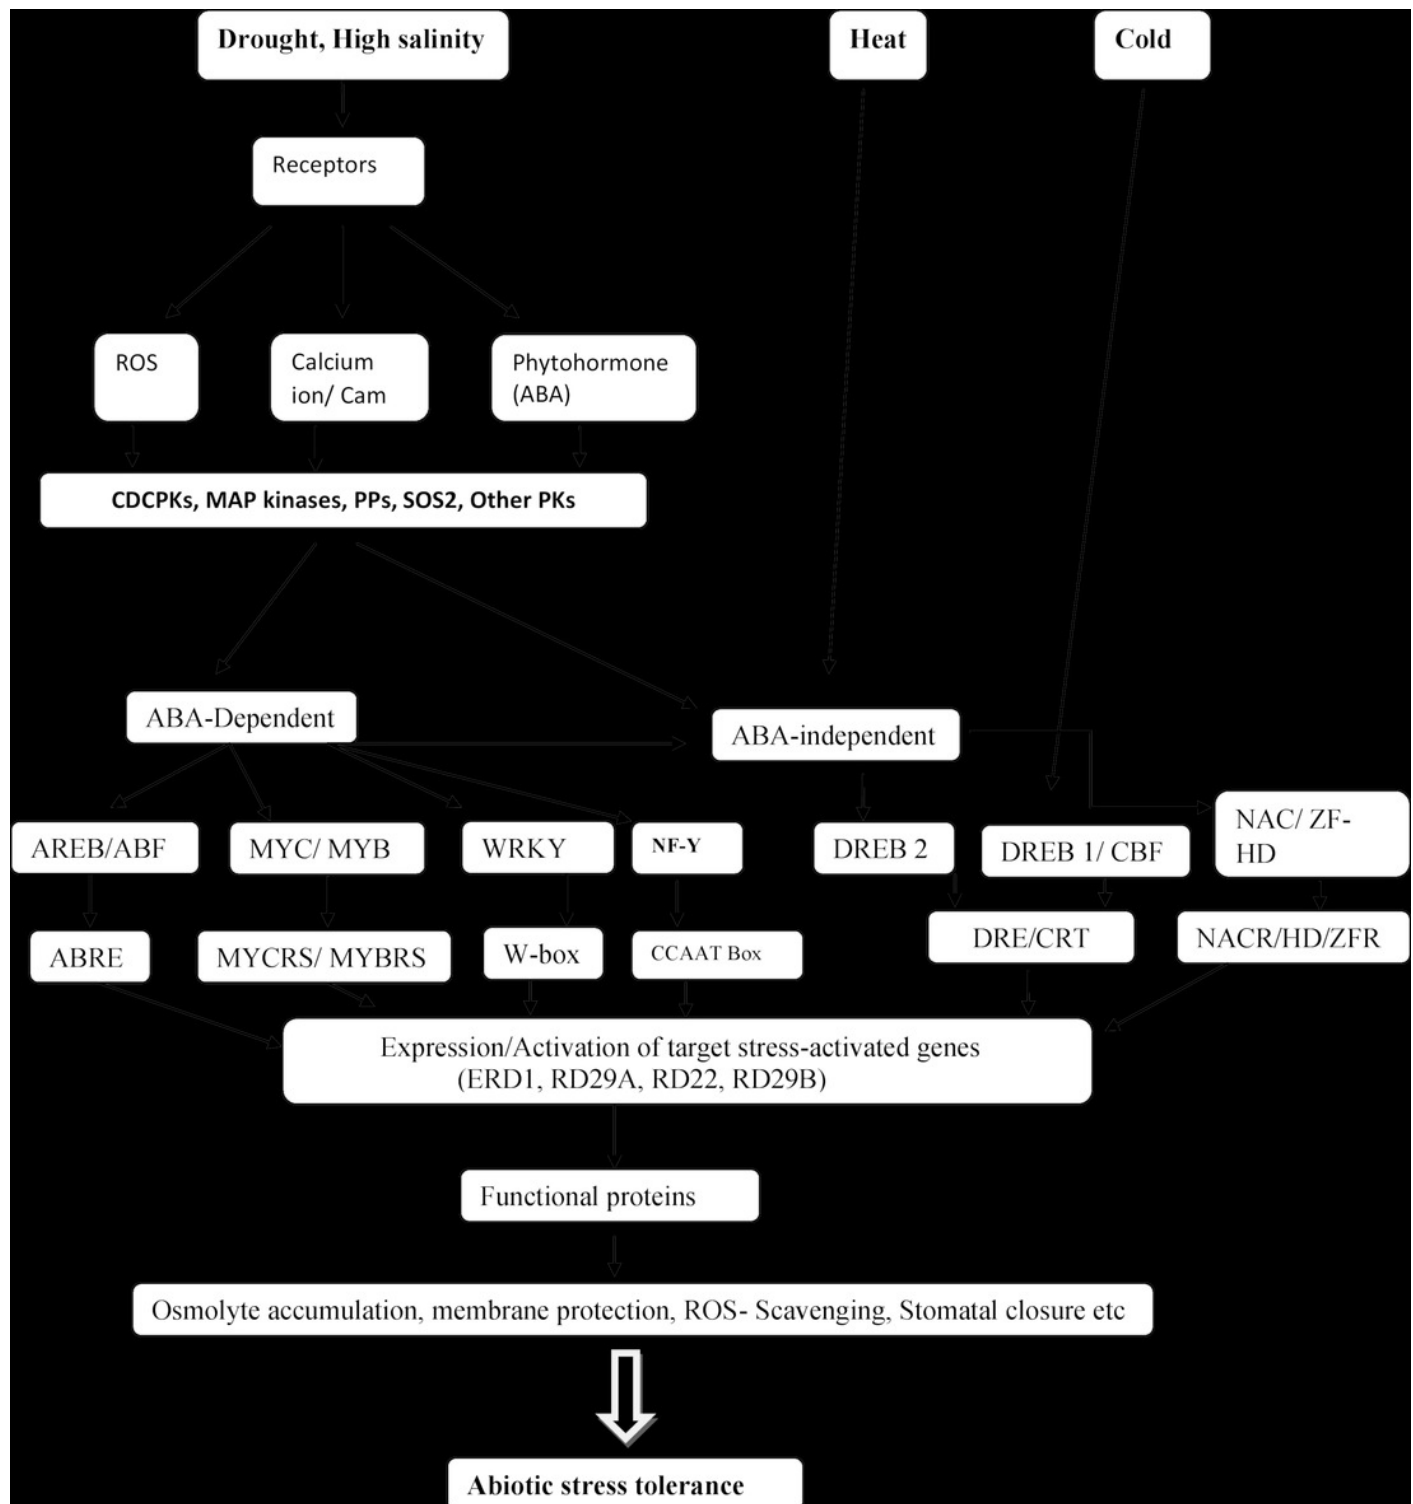 Drought, High salinity
Heat
Cold
Receptors
ROS
Calcium
ion/ Cam
Phytohormone
(ABA)
CDCPKs, MAP kinases, PPs, SOS2, Other PKs
ABA-Dependent
ABA-independent
AREB/ABF
MYC/ MYB
WRKY
NF-Y
DREB 2
DREB 1/ CBF
NAC/ ZF-
HD
ABRE
MYCRS/ MYBRS
W-box
CCAAT Box
DRE/CRT
NACR/HD/ZFR
Expression/Activation of target stress-activated genes
(ERD1, RD29A, RD22, RD29B)
Functional proteins
Osmolyte accumulation, membrane protection, ROS- Scavenging, Stomatal closure etc
Abiotic stress tolerance